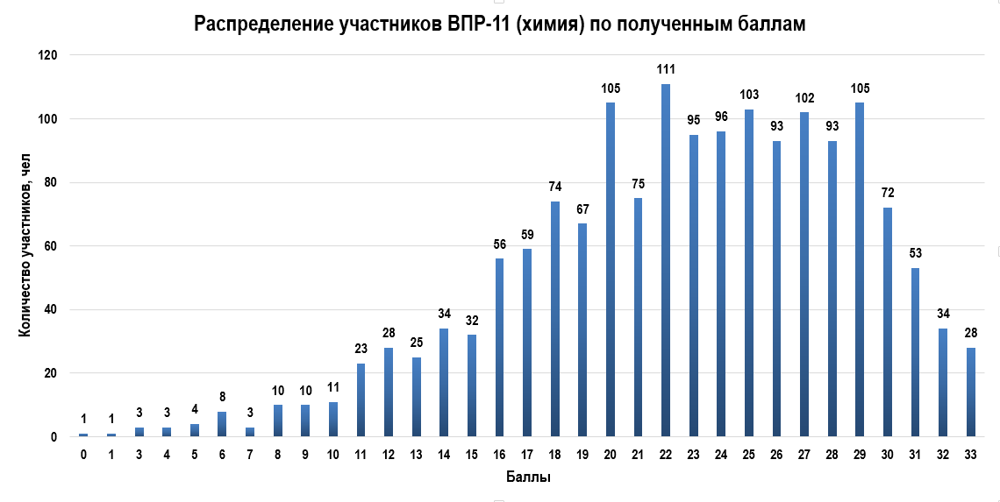 Распределение участников ВПР-11 (химия) по полученным баллам
Количество участников, чел
120
100
80
60
40
20
0
1 1 3 3 4 8 3 10 10 11 23 28 25 34 32 56 59 74 67 105 75 111 95 96 103 93 102 93 105 72 53 34 28
0 1 3 4 5 6 7 8 9 10 11 12 13 14 15 16 17 18 19 20 21 22 23 24 25 26 27 28 29 30 31 32 33
Баллы